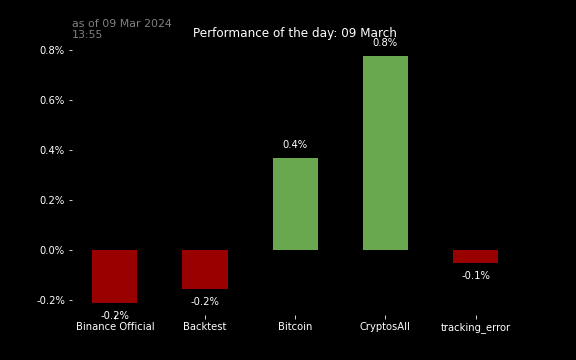 as of 09 Mar 2024
13:55
Performance of the day: 09 March
0.8%
0.8%
0.6%
0.4%
0.4%
0.2%
0.0%
-0.2%
-0.2%
-0.2%
-0.1%
Binance Official
Backtest
Bitcoin
CryptosAll
tracking_error